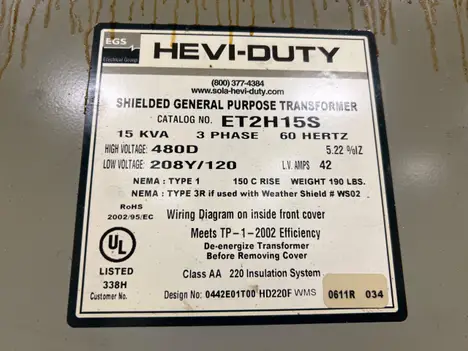 EGS
Electrical Group
HEVI-DUTY
(800) 377-4384
www.sola-hevi-duty.com
SHIELDED GENERAL PURPOSE TRANSFORMER
CATALOG NO. ET2H15S
15 KVA 3 PHASE 60 HERTZ
HIGH VOLTAGE: 480D 5.22 %IZ
LOW VOLTAGE: 208Y/120 L.V. AMPS 42
NEMA : TYPE 1 150 C RISE WEIGHT 190 LBS.
NEMA : TYPE 3R if used with Weather Shield # WS02
RoHS
2002/95/EC
Wiring Diagram on inside front cover
Meets TP-1-2002 Efficiency
De-energize Transformer
Before Removing Cover
UL
LISTED
338H
Class AA 220 Insulation System
Customer No.
Design No: 0442E01T00 HD220F WMS
0611R 034